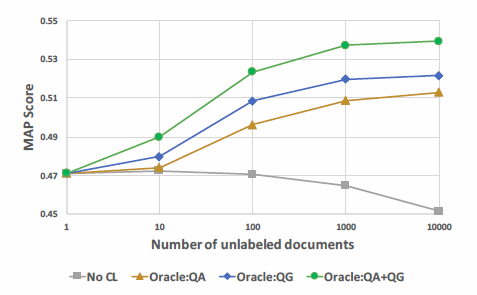 0.55
0.53
0.51
0.49
0.47
0.45
MAP Score
1 10 100 1000 10000
Number of unlabeled documents
No CL Oracle:QA Oracle:QG Oracle:QA+QG